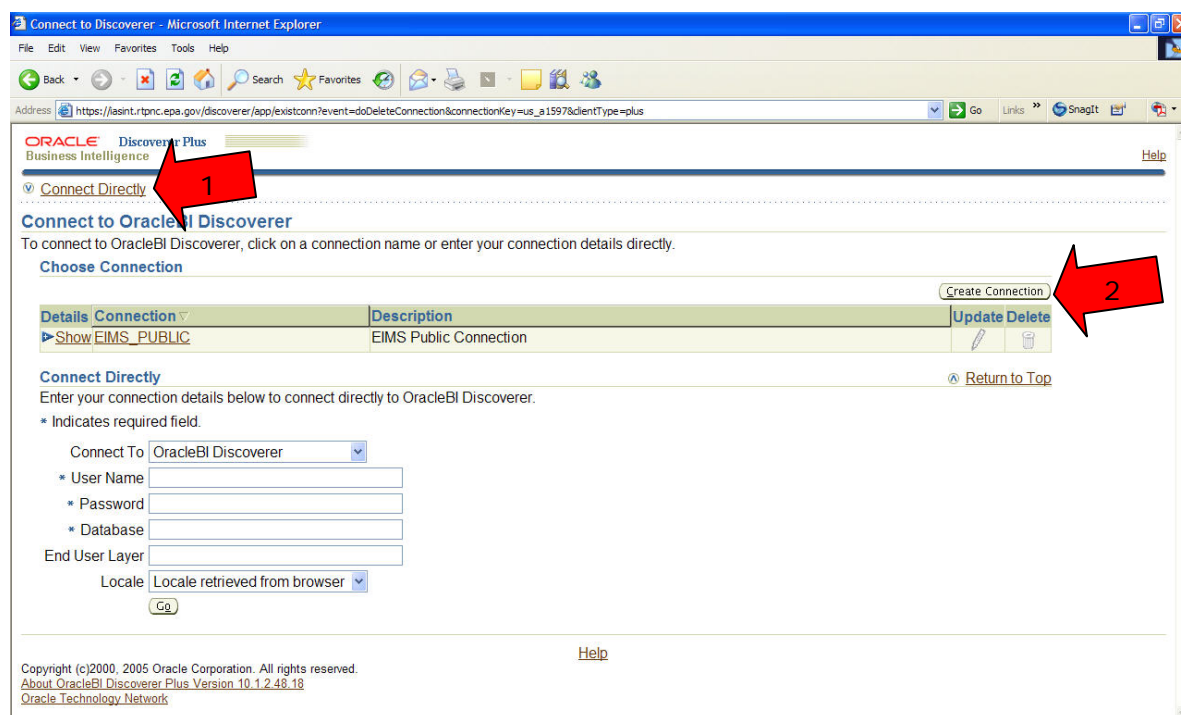 Connect to Discoverer - Microsoft Internet Explorer
File Edit View Favorites Tools Help
Back Search Favorites
Address https://iasint.rtpnc.epa.gov/discoverer/app/existconn?event=doDeleteConnection&connectionKey=us_a1597&clientType=plus Go Links » SnagIt
ORACLE Discoverer Plus
Business Intelligence
Help
Connect Directly
1
Connect to OracleBI Discoverer
To connect to OracleBI Discoverer, click on a connection name or enter your connection details directly.
Choose Connection
Create Connection
2
Details Connection Description Update Delete
Show EIMS_PUBLIC EIMS Public Connection
Connect Directly Return to Top
Enter your connection details below to connect directly to OracleBI Discoverer.
* Indicates required field.
Connect To OracleBI Discoverer
* User Name
* Password
* Database
End User Layer
Locale Locale retrieved from browser
Go
Help
Copyright (c)2000, 2005 Oracle Corporation. All rights reserved.
About OracleBI Discoverer Plus Version 10.1.2.48.18
Oracle Technology Network